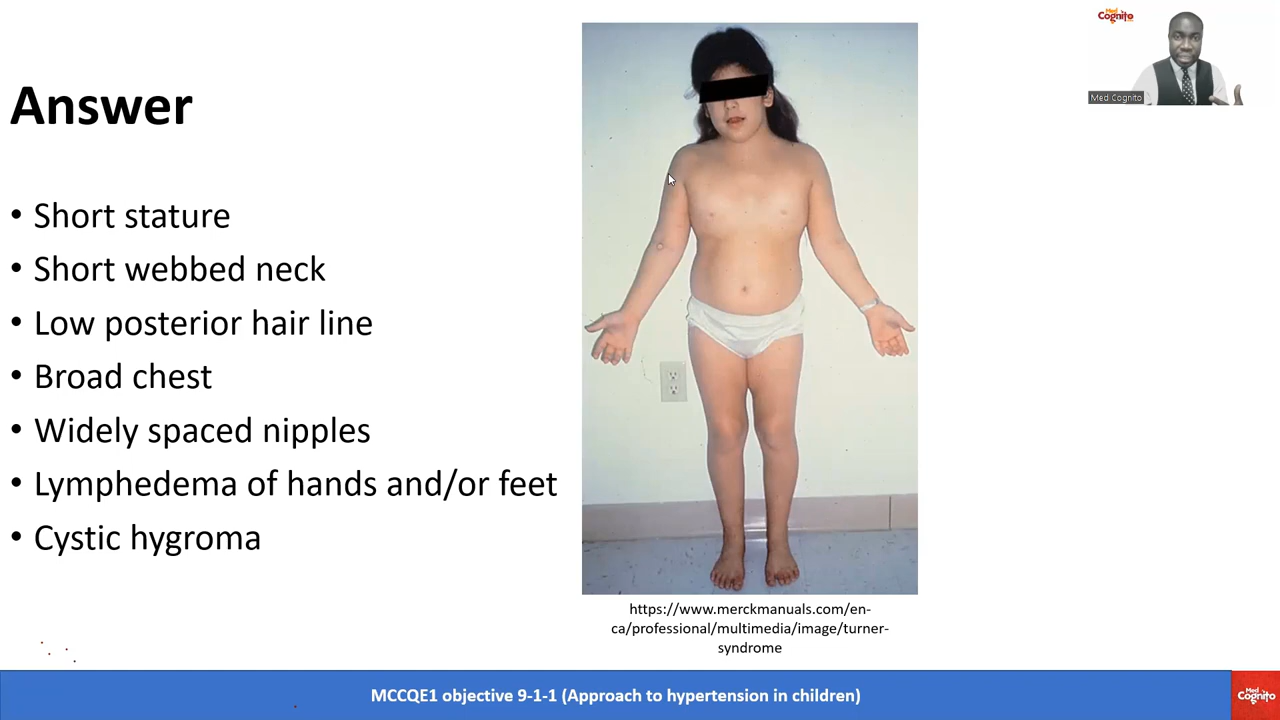 Med
Cognito
Med Cognito
Answer
• Short stature
• Short webbed neck
• Low posterior hair line
• Broad chest
• Widely spaced nipples
• Lymphedema of hands and/or feet
• Cystic hygroma
https://www.merckmanuals.com/en-
ca/professional/multimedia/image/turner-
syndrome
MCCQE1 objective 9-1-1 (Approach to hypertension in children)
Med
Cognito